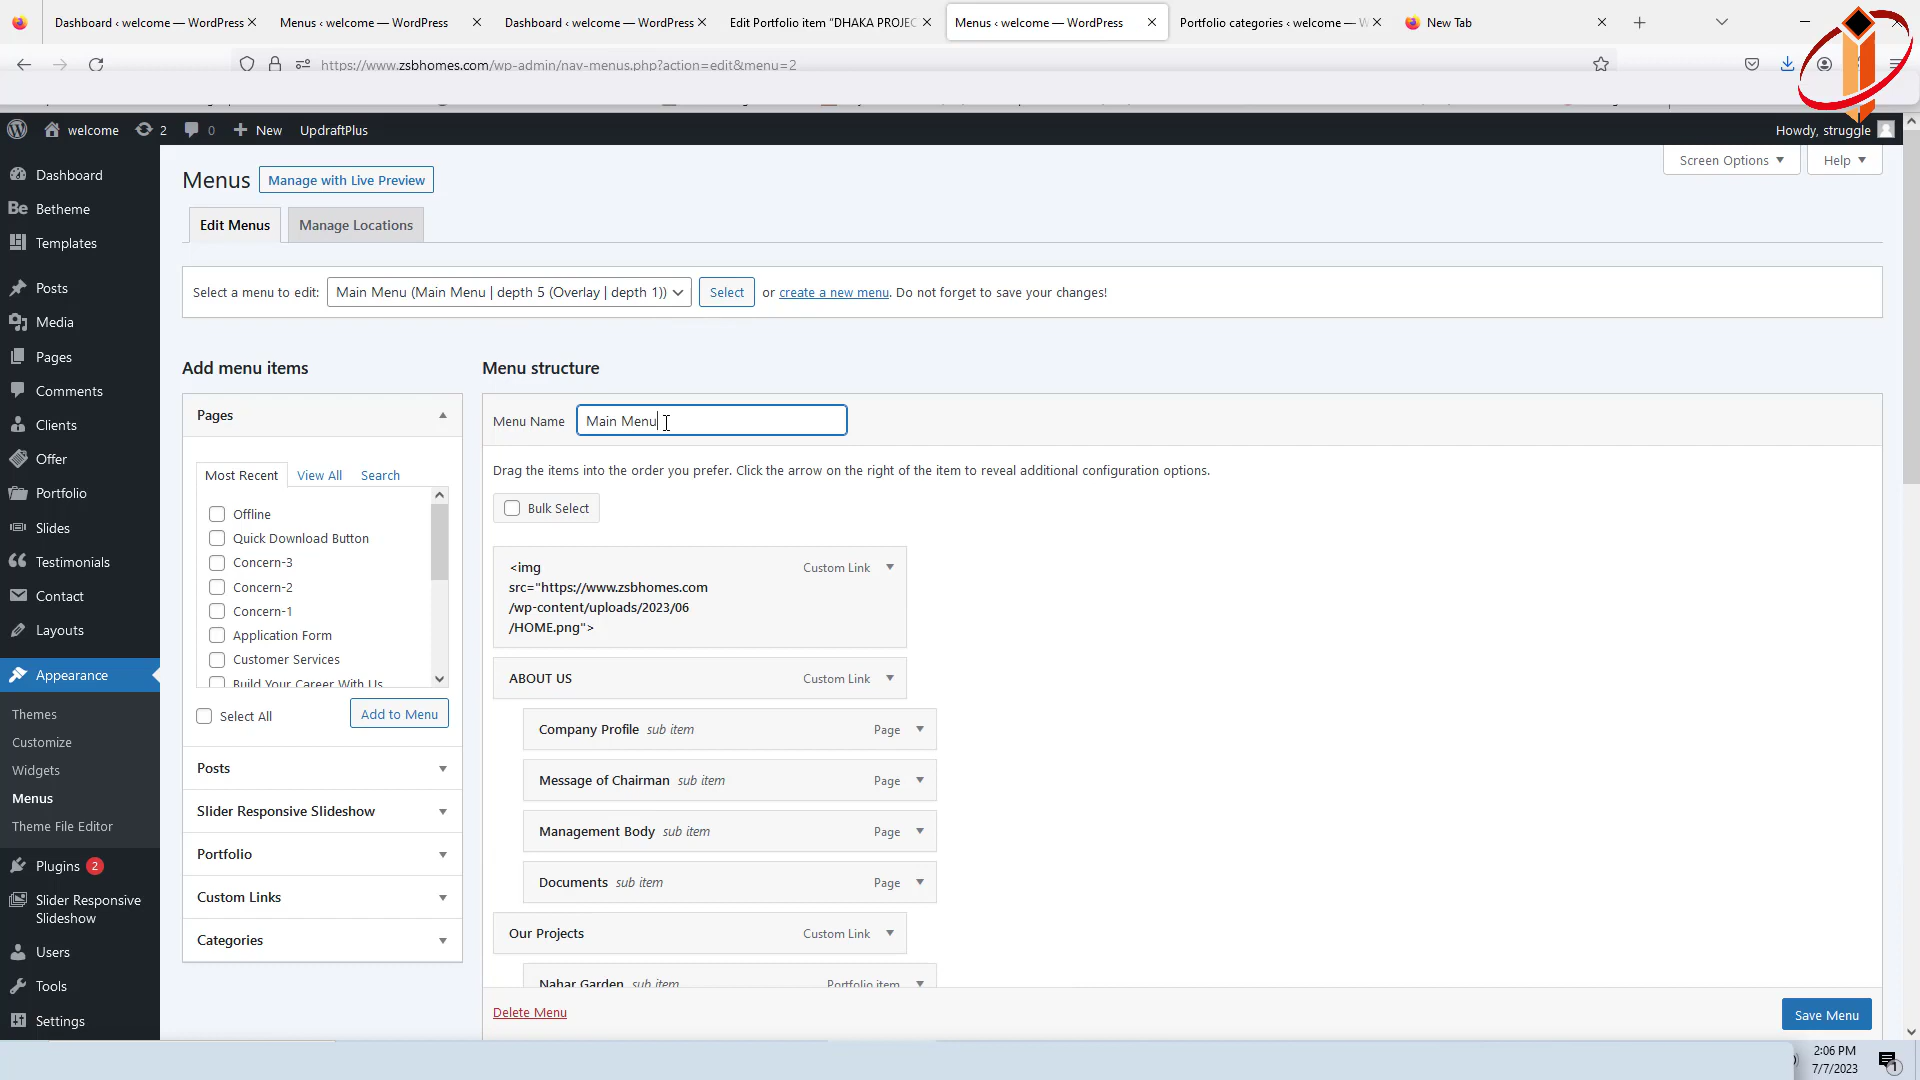 Dashboard ‹ welcome — WordPress
Menus ‹ welcome — WordPress
Dashboard ‹ welcome — WordPress
Edit Portfolio item “DHAKA PROJEC
Menus ‹ welcome — WordPress
Portfolio categories ‹ welcome — W
New Tab
https://www.zsbhomes.com/wp-admin/nav-menus.php?action=edit&menu=2
welcome 2 0 New UpdraftPlus
Howdy, struggle
Screen Options
Help
Dashboard
Betheme
Templates
Posts
Media
Pages
Comments
Clients
Offer
Portfolio
Slides
Testimonials
Contact
Layouts
Appearance
Themes
Customize
Widgets
Menus
Theme File Editor
Plugins 2
Slider Responsive
Slideshow
Users
Tools
Settings
Menus
Manage with Live Preview
Edit Menus
Manage Locations
Select a menu to edit: Main Menu (Main Menu | depth 5 (Overlay | depth 1)) Select or create a new menu. Do not forget to save your changes!
Add menu items
Pages
Most Recent View All Search
Offline
Quick Download Button
Concern-3
Concern-2
Concern-1
Application Form
Customer Services
Build Your Career With Us
Select All
Add to Menu
Posts
Slider Responsive Slideshow
Portfolio
Custom Links
Categories
Menu structure
Menu Name Main Menu
Drag the items into the order you prefer. Click the arrow on the right of the item to reveal additional configuration options.
Bulk Select
<img Custom Link
src="https://www.zsbhomes.com
/wp-content/uploads/2023/06
/HOME.png">
ABOUT US Custom Link
Company Profile sub item Page
Message of Chairman sub item Page
Management Body sub item Page
Documents sub item Page
Our Projects Custom Link
Nahar Garden sub item Portfolio item
Delete Menu
Save Menu
2:06 PM
7/7/2023
1